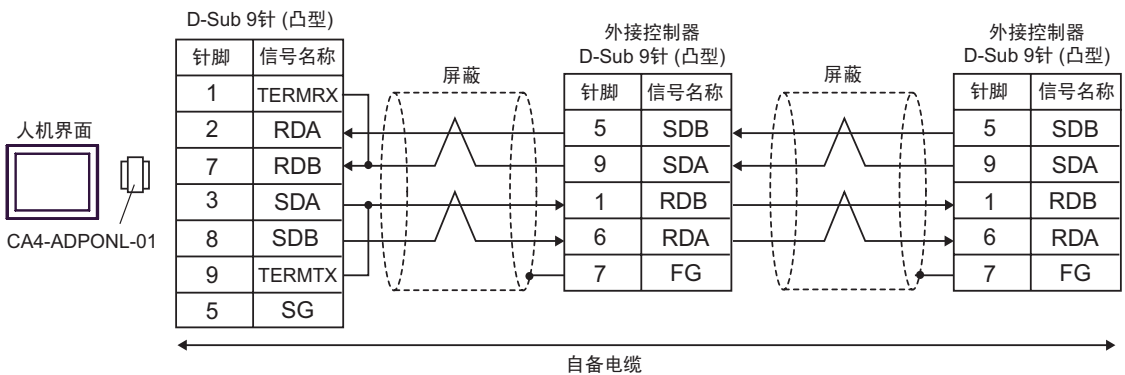 D-Sub 9针 (凸型)
针脚 信号名称
1 TERMRX
2 RDA
7 RDB
3 SDA
8 SDB
9 TERMTX
5 SG
人机界面
CA4-ADPONL-01
屏蔽
外接控制器
D-Sub 9针 (凸型)
针脚 信号名称
5 SDB
9 SDA
1 RDB
6 RDA
7 FG
屏蔽
外接控制器
D-Sub 9针 (凸型)
针脚 信号名称
5 SDB
9 SDA
1 RDB
6 RDA
7 FG
自备电缆